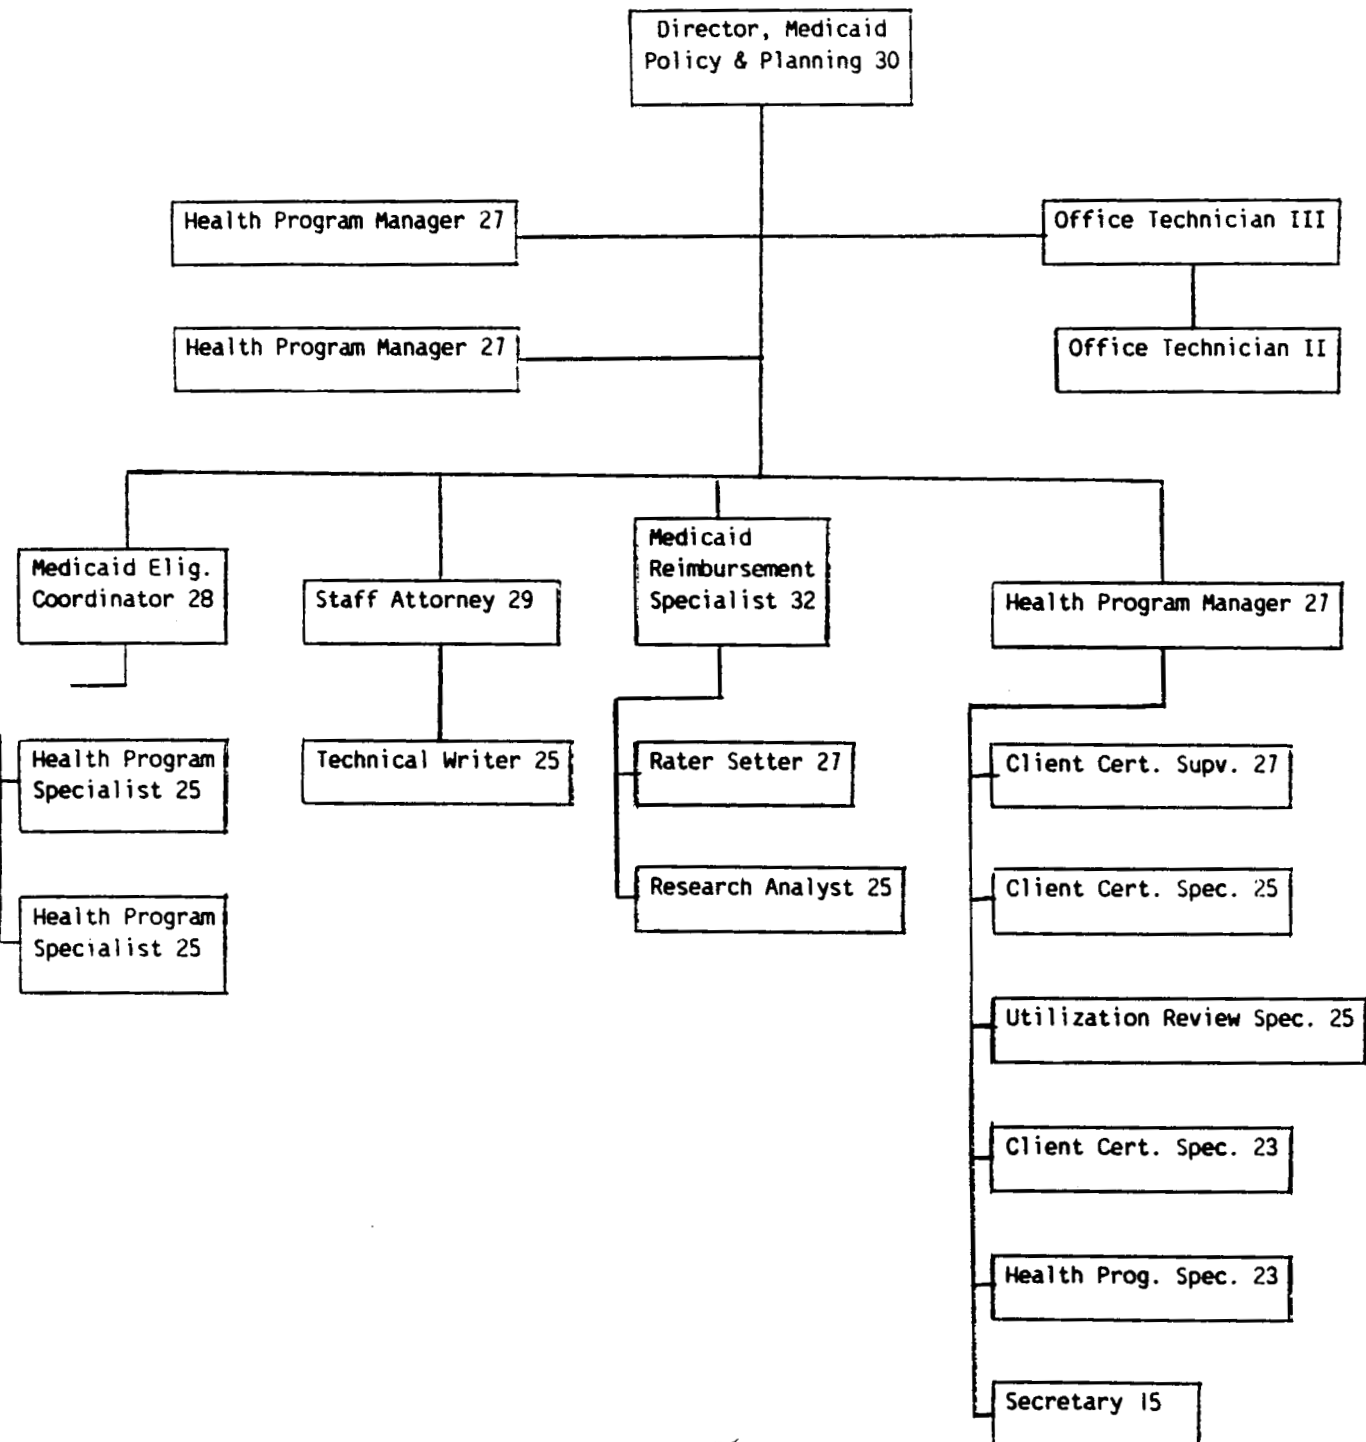 Director, Medicaid
Policy & Planning 30
Health Program Manager 27
Office Technician III
Health Program Manager 27
Office Technician II
Medicaid Elig.
Coordinator 28
Staff Attorney 29
Medicaid
Reimbursement
Specialist 32
Health Program Manager 27
Health Program
Specialist 25
Technical Writer 25
Rater Setter 27
Client Cert. Supv. 27
Health Program
Specialist 25
Research Analyst 25
Client Cert. Spec. 25
Utilization Review Spec. 25
Client Cert. Spec. 23
Health Prog. Spec. 23
Secretary 15